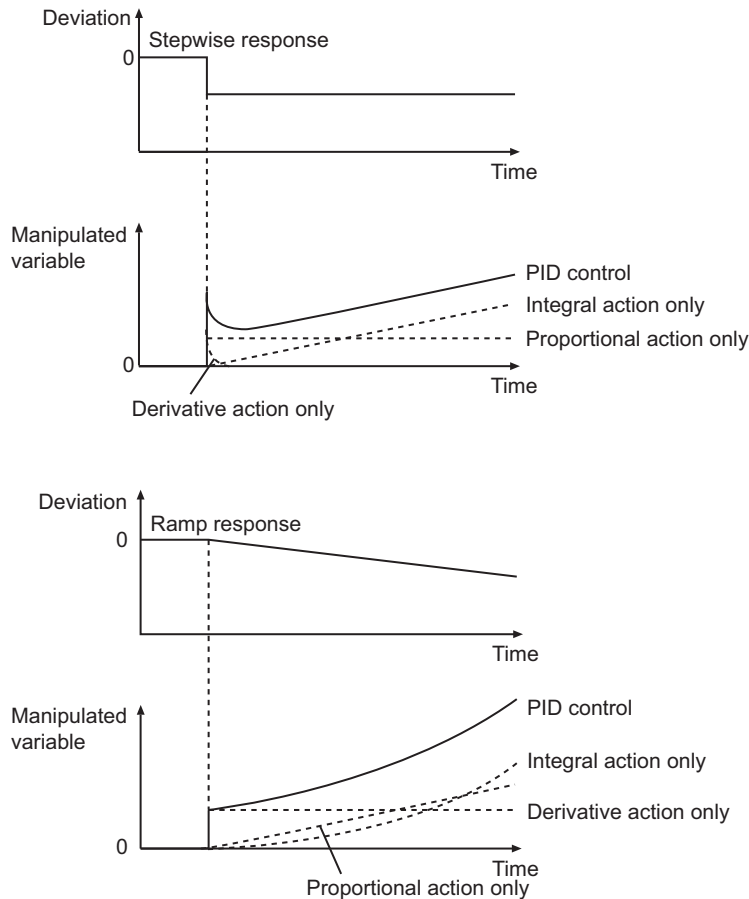 Deviation
Stepwise response
0
Time
Manipulated
variable
PID control
Integral action only
Proportional action only
0
Time
Derivative action only
Deviation
Ramp response
0
Time
Manipulated
variable
PID control
Integral action only
Derivative action only
0
Time
Proportional action only